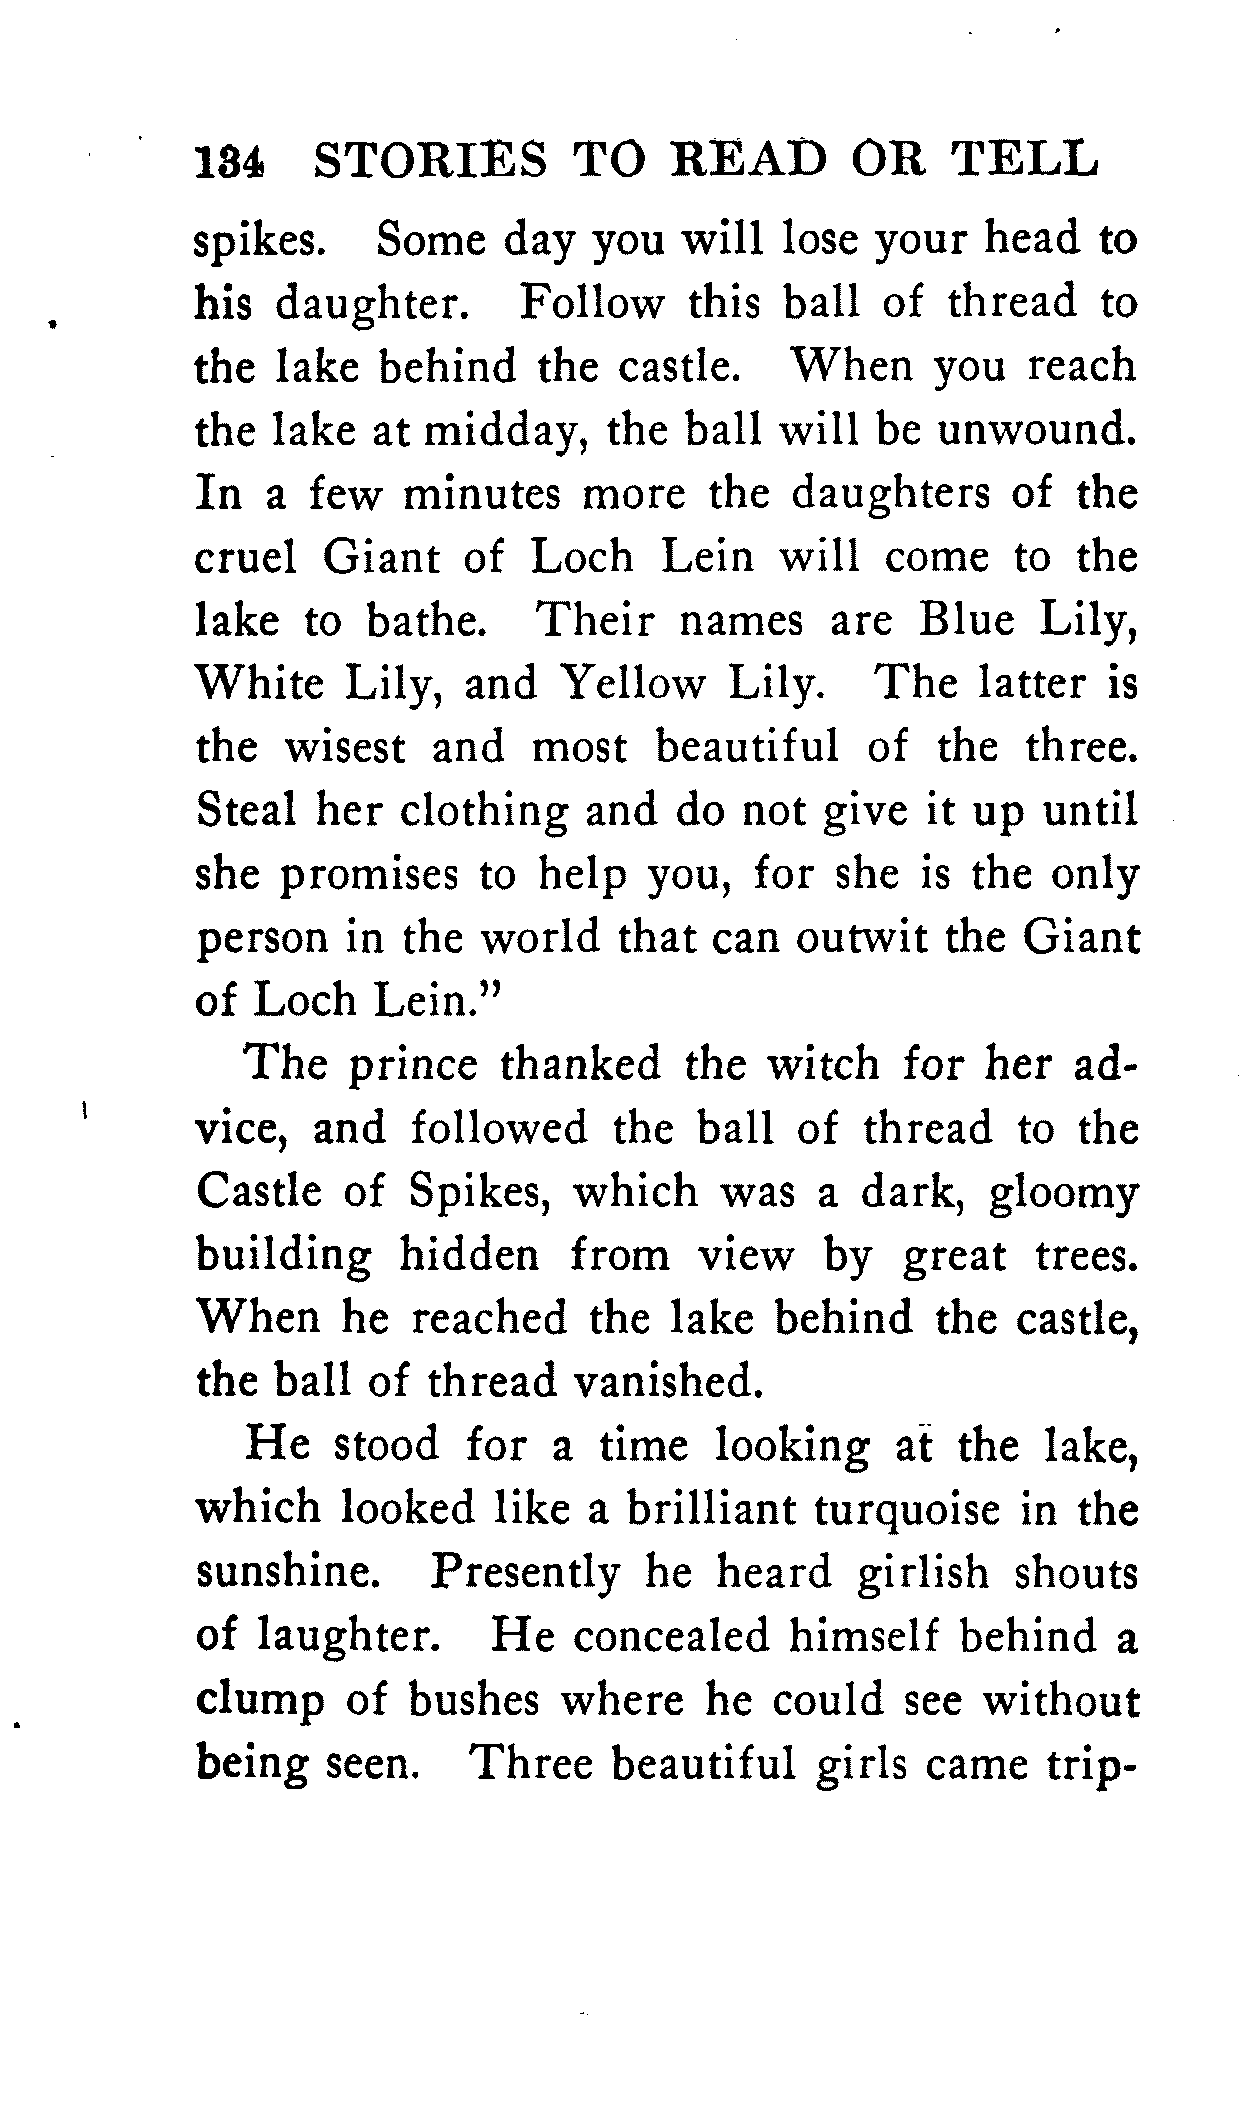 134 STORIES TO READ OR TELL
spikes. Some day you will lose your head to
his daughter. Follow this ball of thread to
the lake behind the castle. When you reach
the lake at midday, the ball will be unwound.
In a few minutes more the daughters of the
cruel Giant of Loch Lein will come to the
lake to bathe. Their names are Blue Lily,
White Lily, and Yellow Lily. The latter is
the wisest and most beautiful of the three.
Steal her clothing and do not give it up until
she promises to help you, for she is the only
person in the world that can outwit the Giant
of Loch Lein."
The prince thanked the witch for her ad-
vice, and followed the ball of thread to the
Castle of Spikes, which was a dark, gloomy
building hidden from view by great trees.
When he reached the lake behind the castle,
the ball of thread vanished.
He stood for a time looking at the lake,
which looked like a brilliant turquoise in the
sunshine. Presently he heard girlish shouts
of laughter. He concealed himself behind a
clump of bushes where he could see without
being seen. Three beautiful girls came trip-